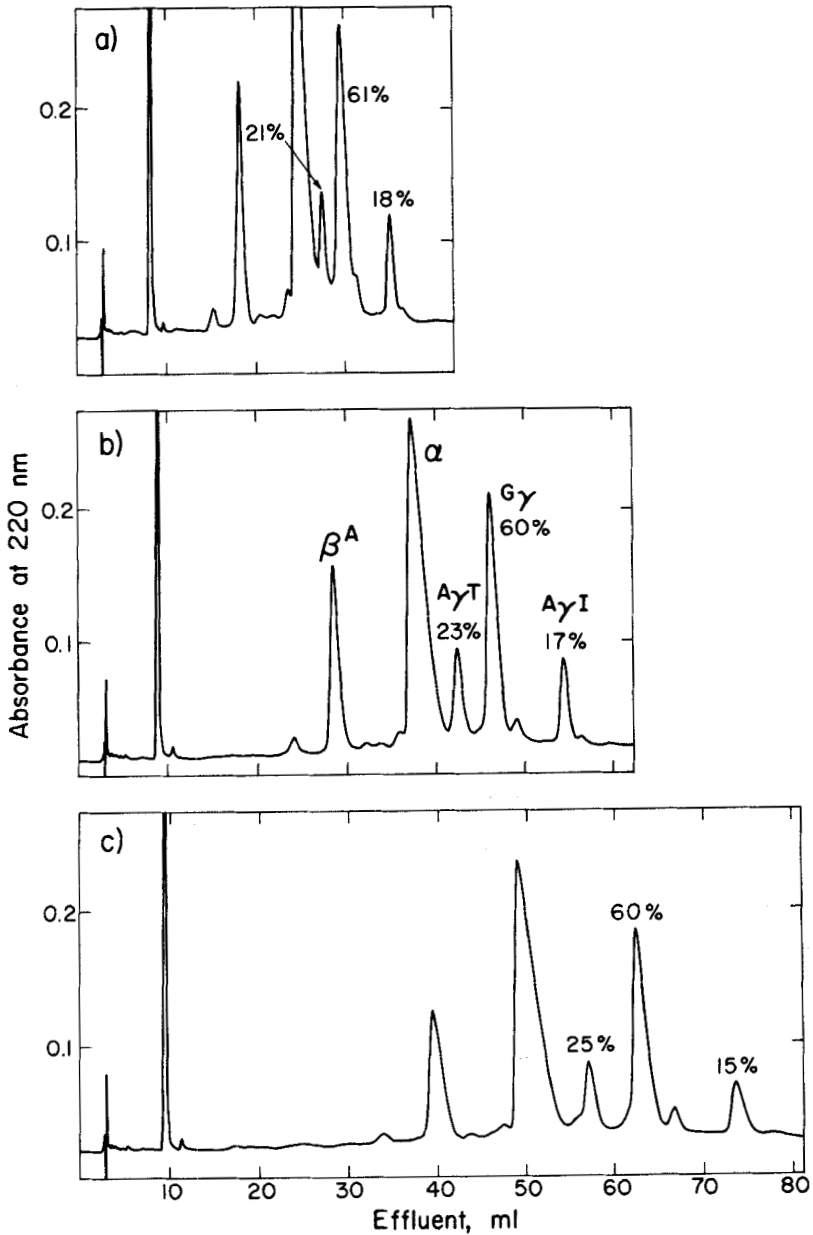 a)
0.2
0.1
21%
61%
18%
b)
0.2
0.1
βA
α
AγT
23%
Gγ
60%
AγI
17%
Absorbance at 220 nm
c)
0.2
0.1
25%
60%
15%
10 20 30 40 50 60 70 80
Effluent, ml